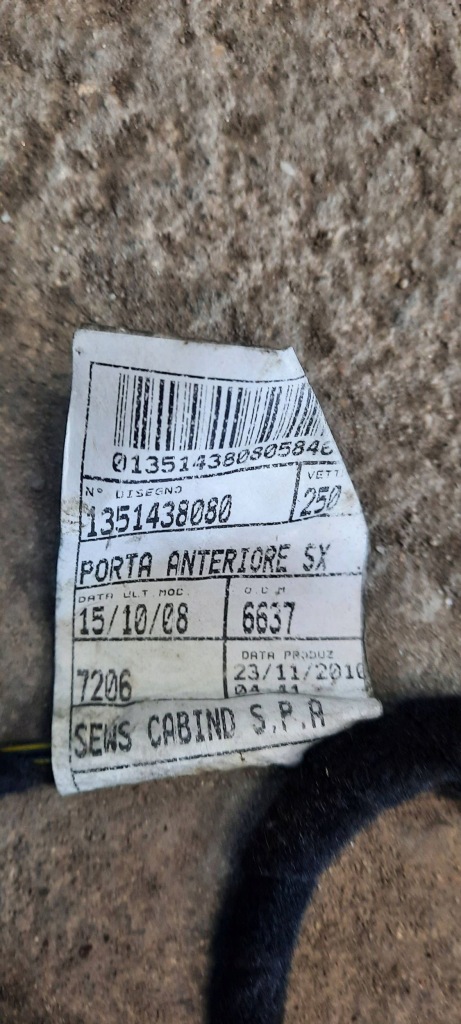 0135143808058
N° DISEGNO
VETT
1351438080
250
PORTA ANTERIORE SX
DATA ULT.MOD.
O.D.M
15/10/08
6637
DATA PRODUZ
7206
23/11/2010
SEWS CABIND S.P.A